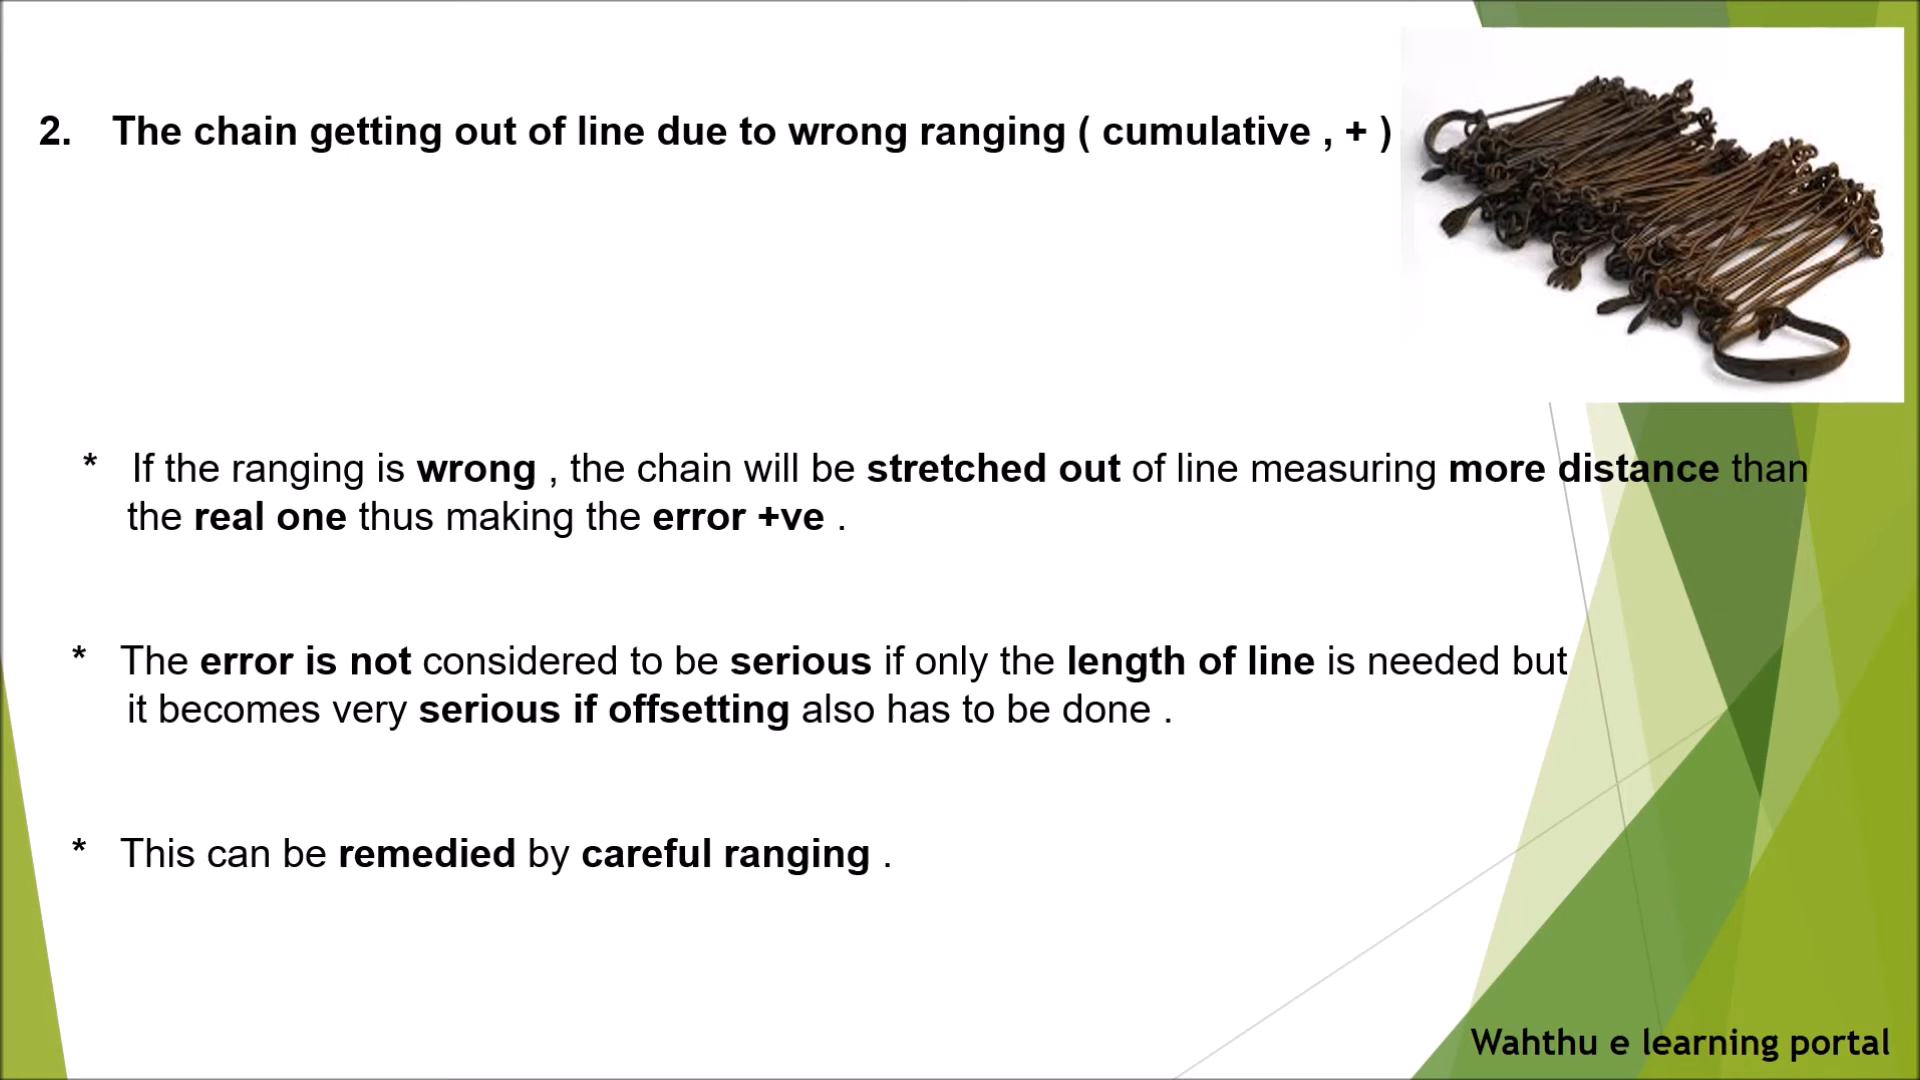 2. The chain getting out of line due to wrong ranging ( cumulative , + )
* If the ranging is wrong , the chain will be stretched out of line measuring more distance than
the real one thus making the error +ve .
* The error is not considered to be serious if only the length of line is needed but
it becomes very serious if offsetting also has to be done .
* This can be remedied by careful ranging .
Wahthu e learning portal